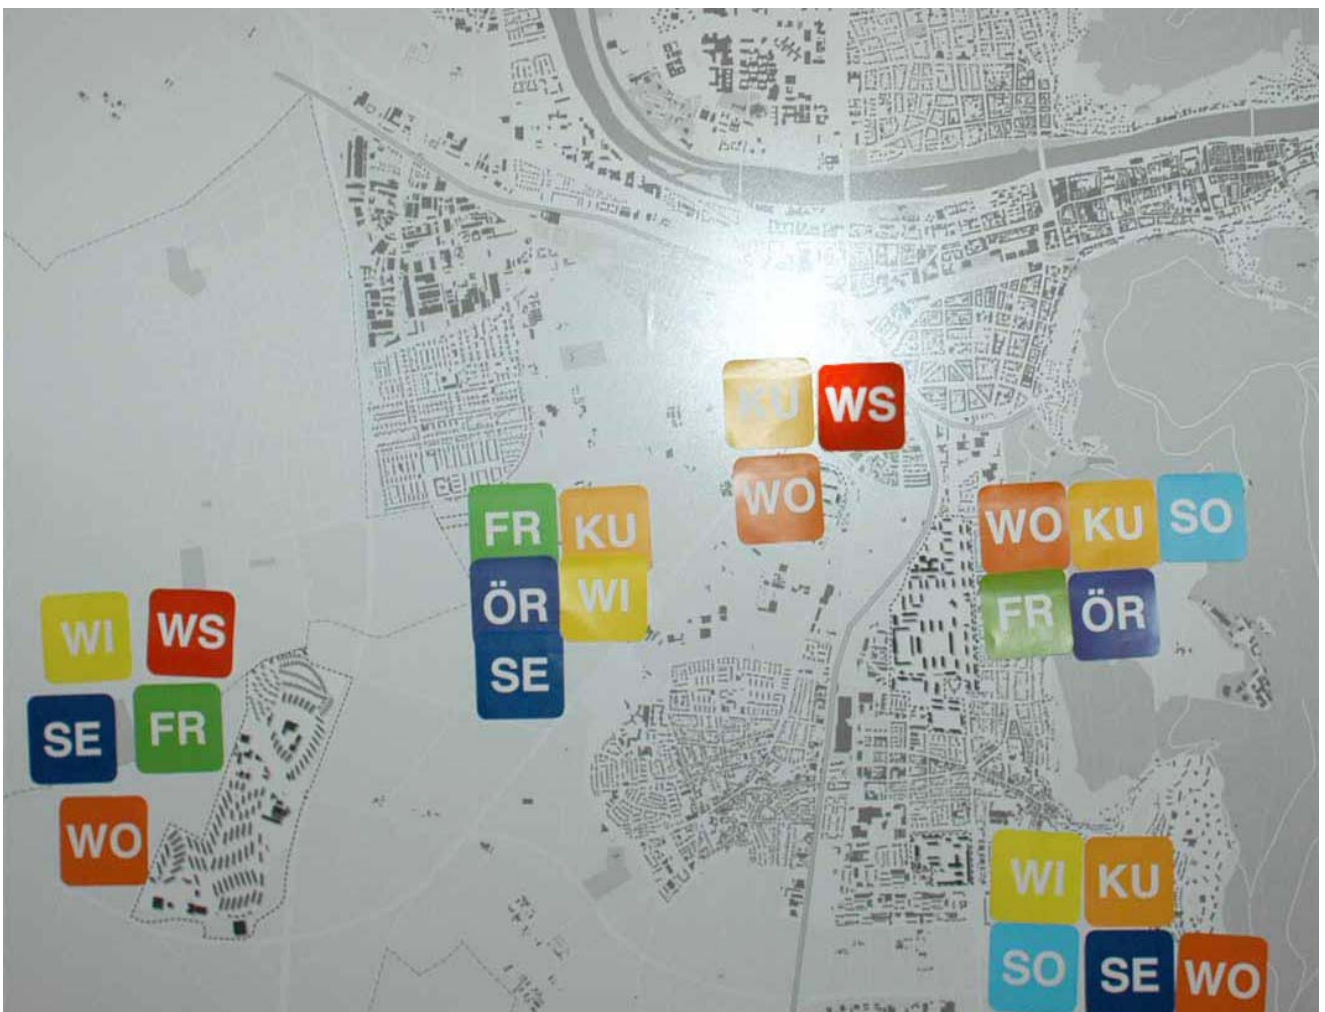 KU WS
WO
FR KU
ÖR WI
SE
WO KU SO
FR ÖR
WI WS
SE FR
WO
WI KU
SO SE WO